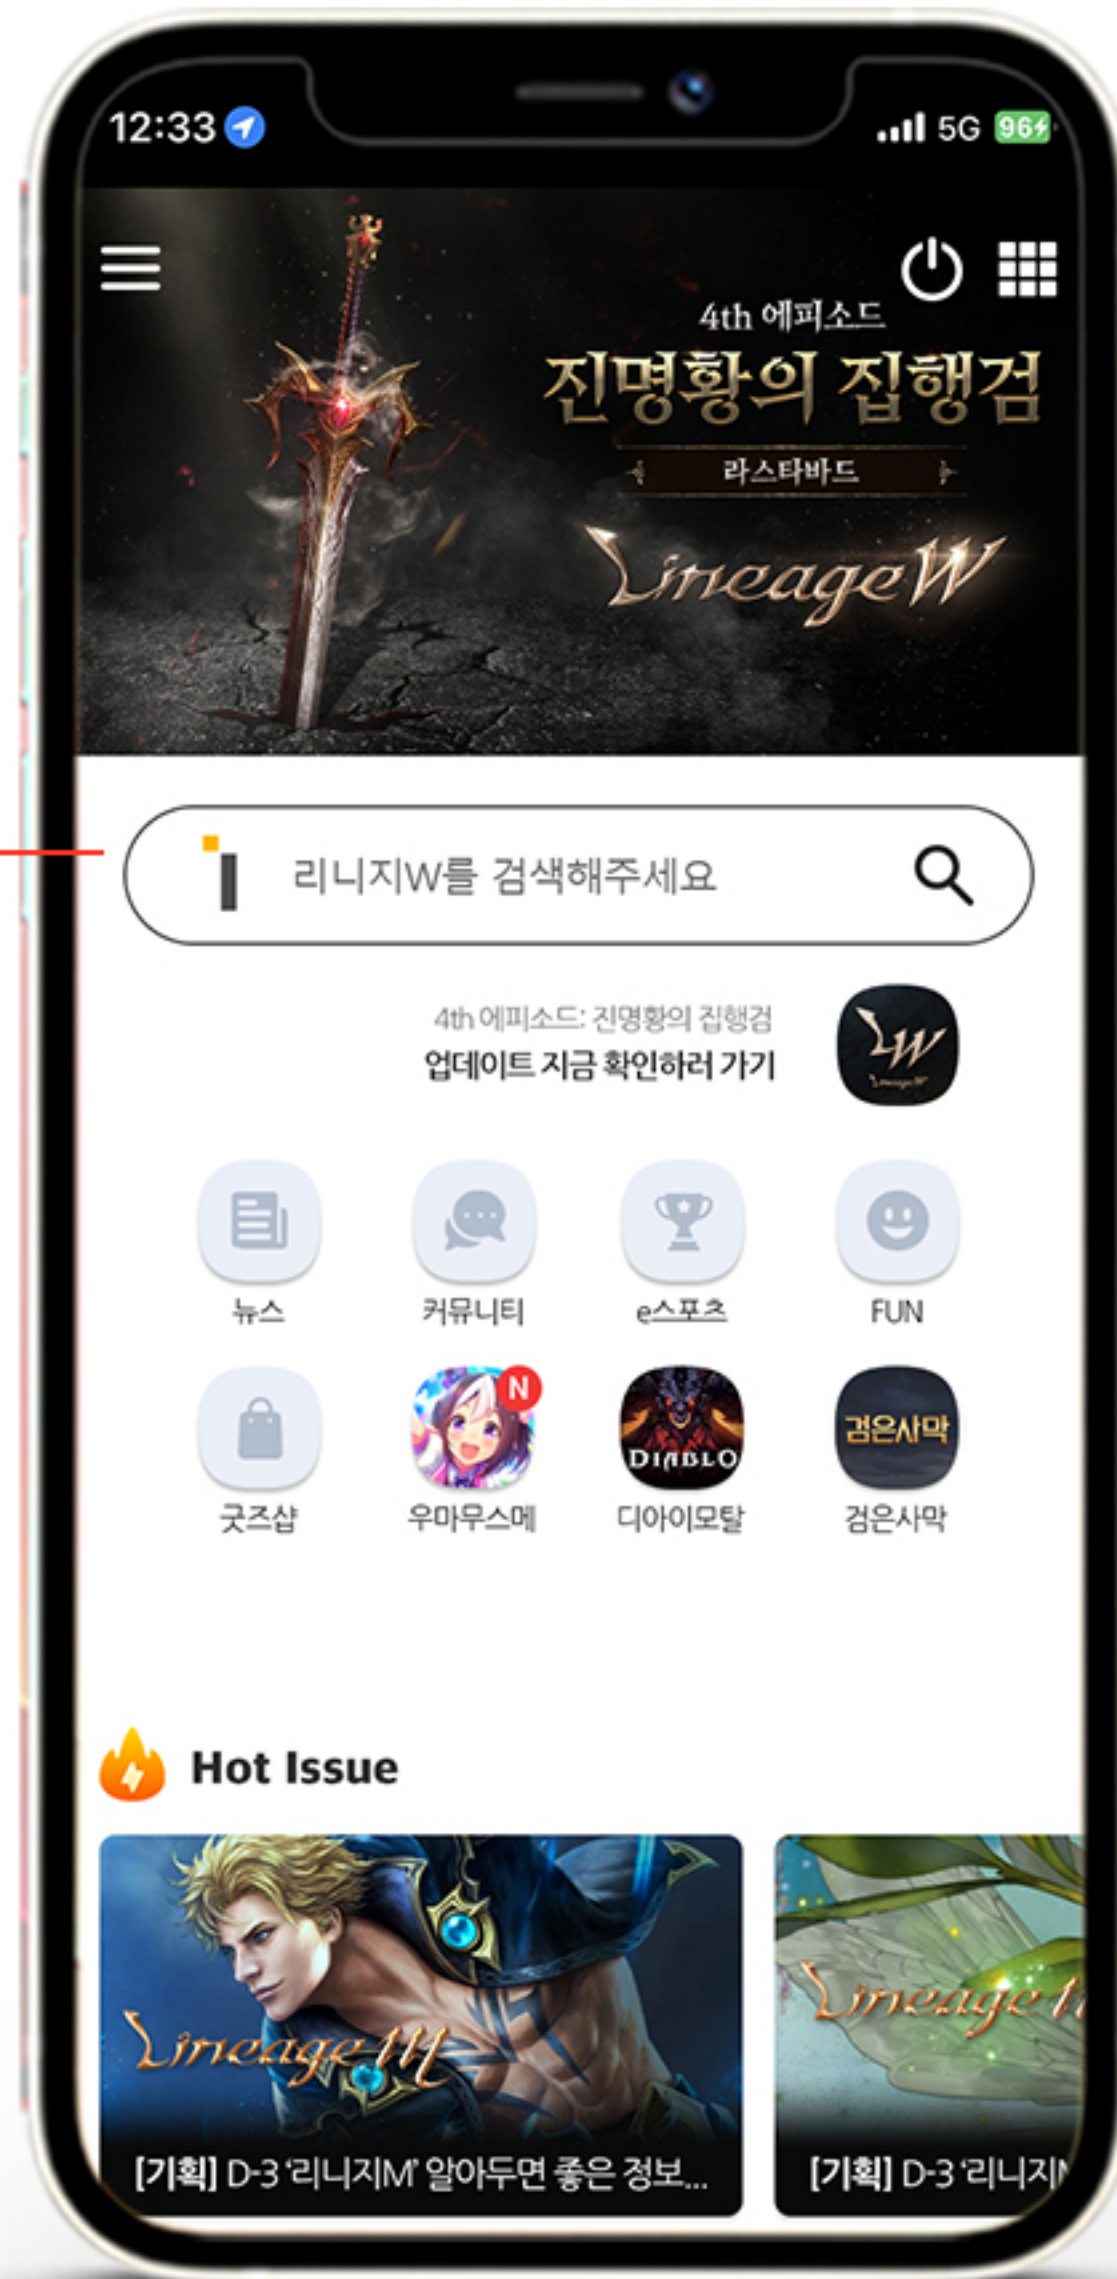 12:33
5G 96
4th 에피소드
진명황의 집행검
라스타바드
Lineage W
리니지W를 검색해주세요
4th 에피소드: 진명황의 집행검
업데이트 지금 확인하러 가기
LW
LineageW
뉴스
커뮤니티
e스포츠
FUN
N
DIABLO
검은사막
굿즈샵
우마무스메
디아이모탈
검은사막
Hot Issue
Lineage M
Lineage
[기획] D-3 ‘리니지M’ 알아두면 좋은 정보...
[기획] D-3 ‘리니지